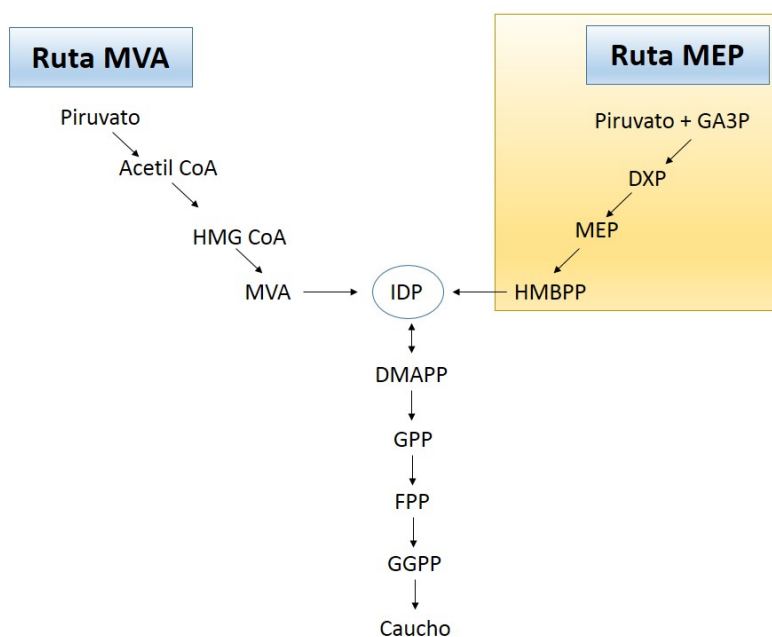 Ruta MVA
Piruvato
Acetil CoA
HMG CoA
MVA
Ruta MEP
Piruvato + GA3P
DXP
MEP
HMBPP
IDP
DMAPP
GPP
FPP
GGPP
Caucho